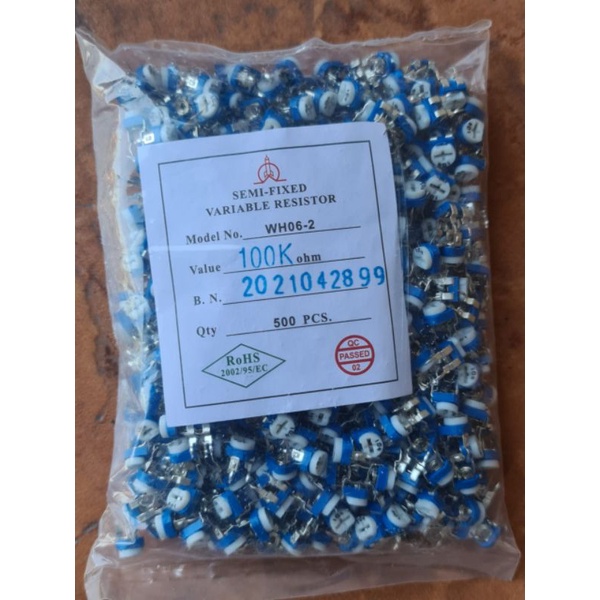 SEMI-FIXED
VARIABLE RESISTOR
Model No. WH06-2
Value 100K ohm
B. N. 2021042899
Qty 500 PCS.
RoHS
2002/95/EC
QC
PASSED
02